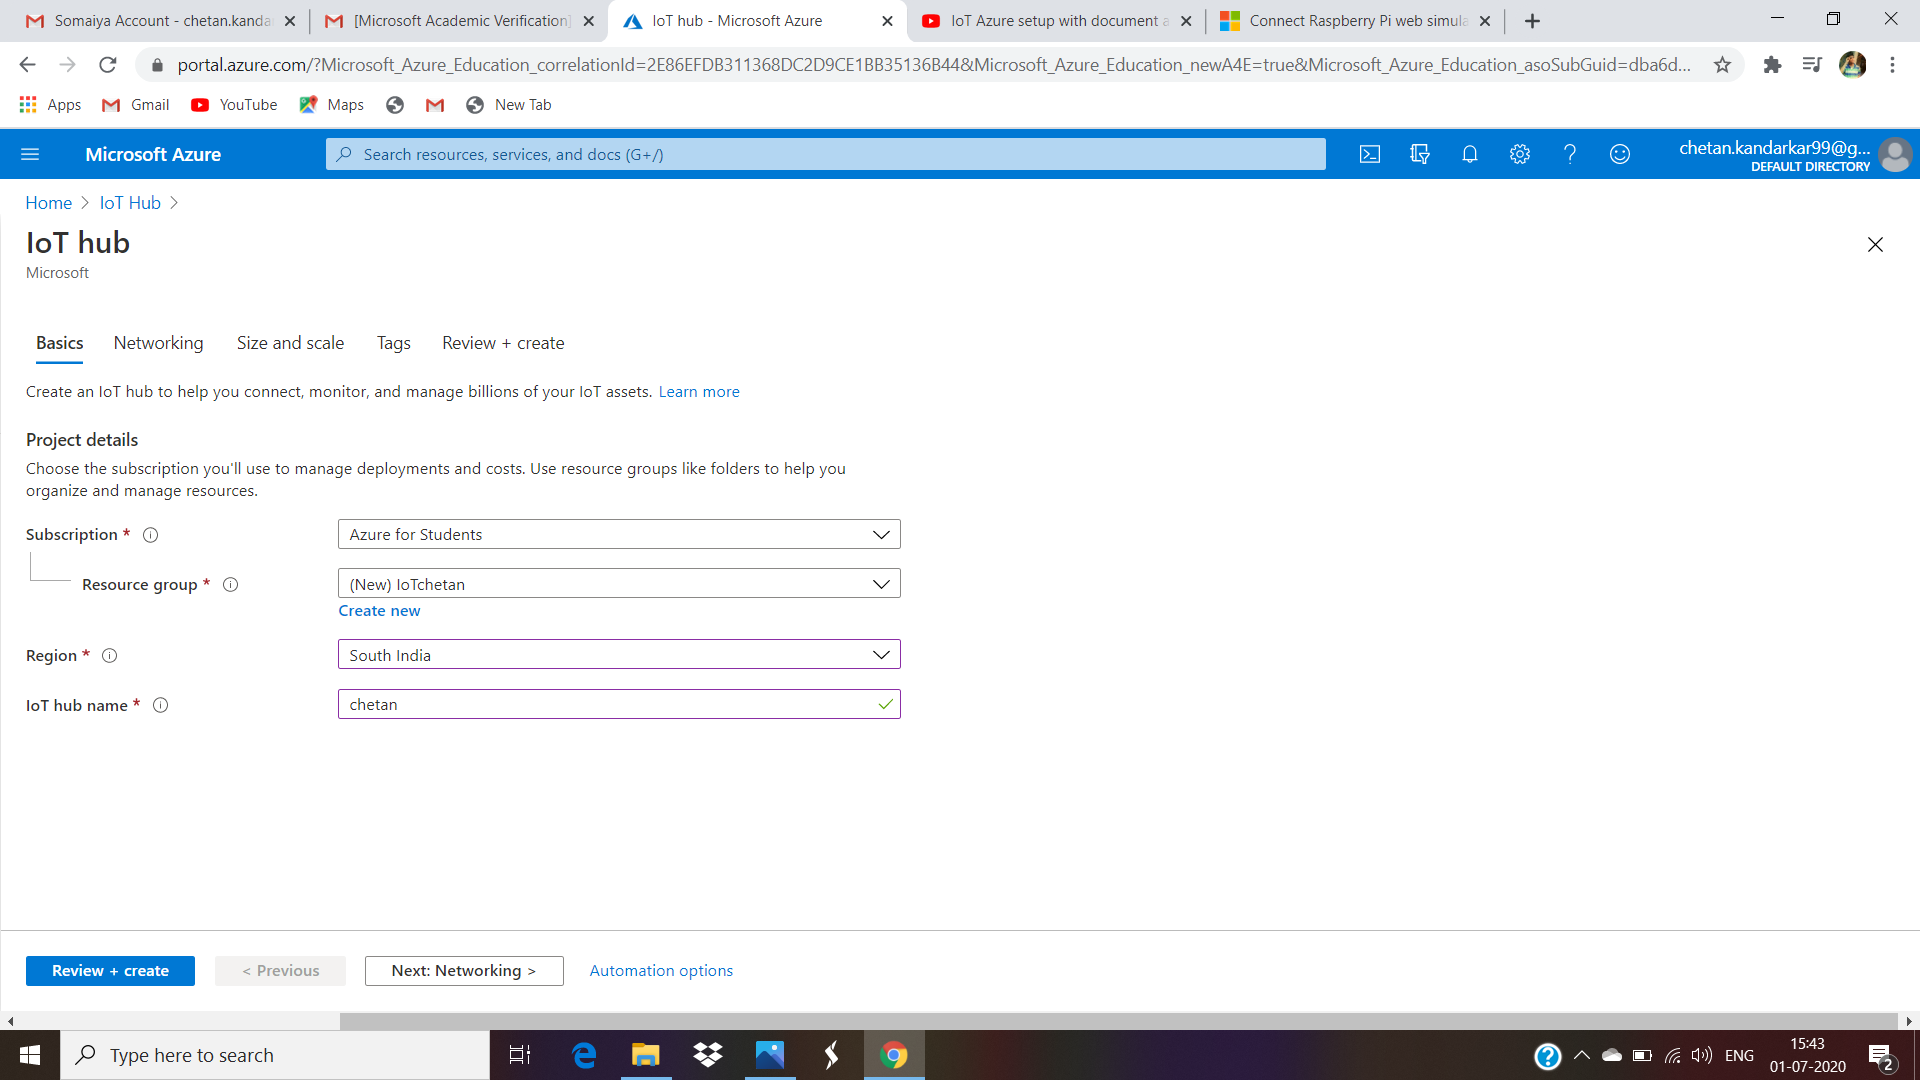 Somaiya Account - chetan.kanda
[Microsoft Academic Verification]
IoT hub - Microsoft Azure
IoT Azure setup with document a
Connect Raspberry Pi web simula
portal.azure.com/?Microsoft_Azure_Education_correlationId=2E86EFDB311368DC2D9CE1BB35136B44&Microsoft_Azure_Education_newA4E=true&Microsoft_Azure_Education_asoSubGuid=dba6d...
Apps Gmail YouTube Maps New Tab
Microsoft Azure
Search resources, services, and docs (G+/)
chetan.kandarkar99@g...
DEFAULT DIRECTORY
Home > IoT Hub >
IoT hub
Microsoft
Basics Networking Size and scale Tags Review + create
Create an IoT hub to help you connect, monitor, and manage billions of your IoT assets. Learn more
Project details
Choose the subscription you'll use to manage deployments and costs. Use resource groups like folders to help you
organize and manage resources.
Subscription * Azure for Students
Resource group * (New) IoTchetan
Create new
Region * South India
IoT hub name * chetan
Review + create < Previous Next: Networking > Automation options
Type here to search
ENG
15:43
01-07-2020
2